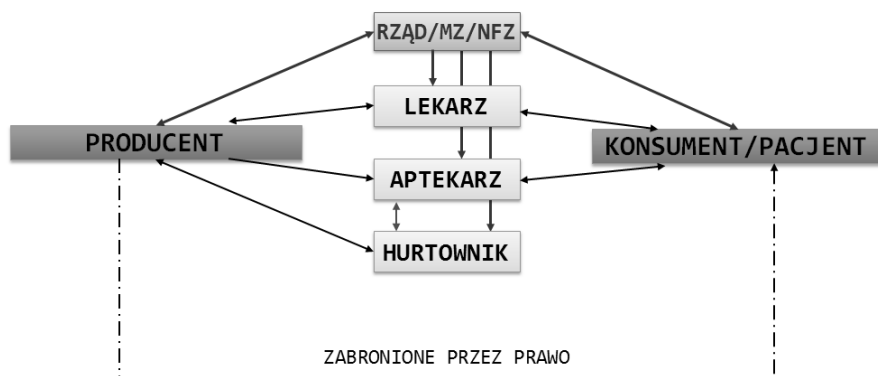 RZĄD/MZ/NFZ
LEKARZ
PRODUCENT
KONSUMENT/PACJENT
APTEKARZ
HURTOWNIK
ZABRONIONE PRZEZ PRAWO